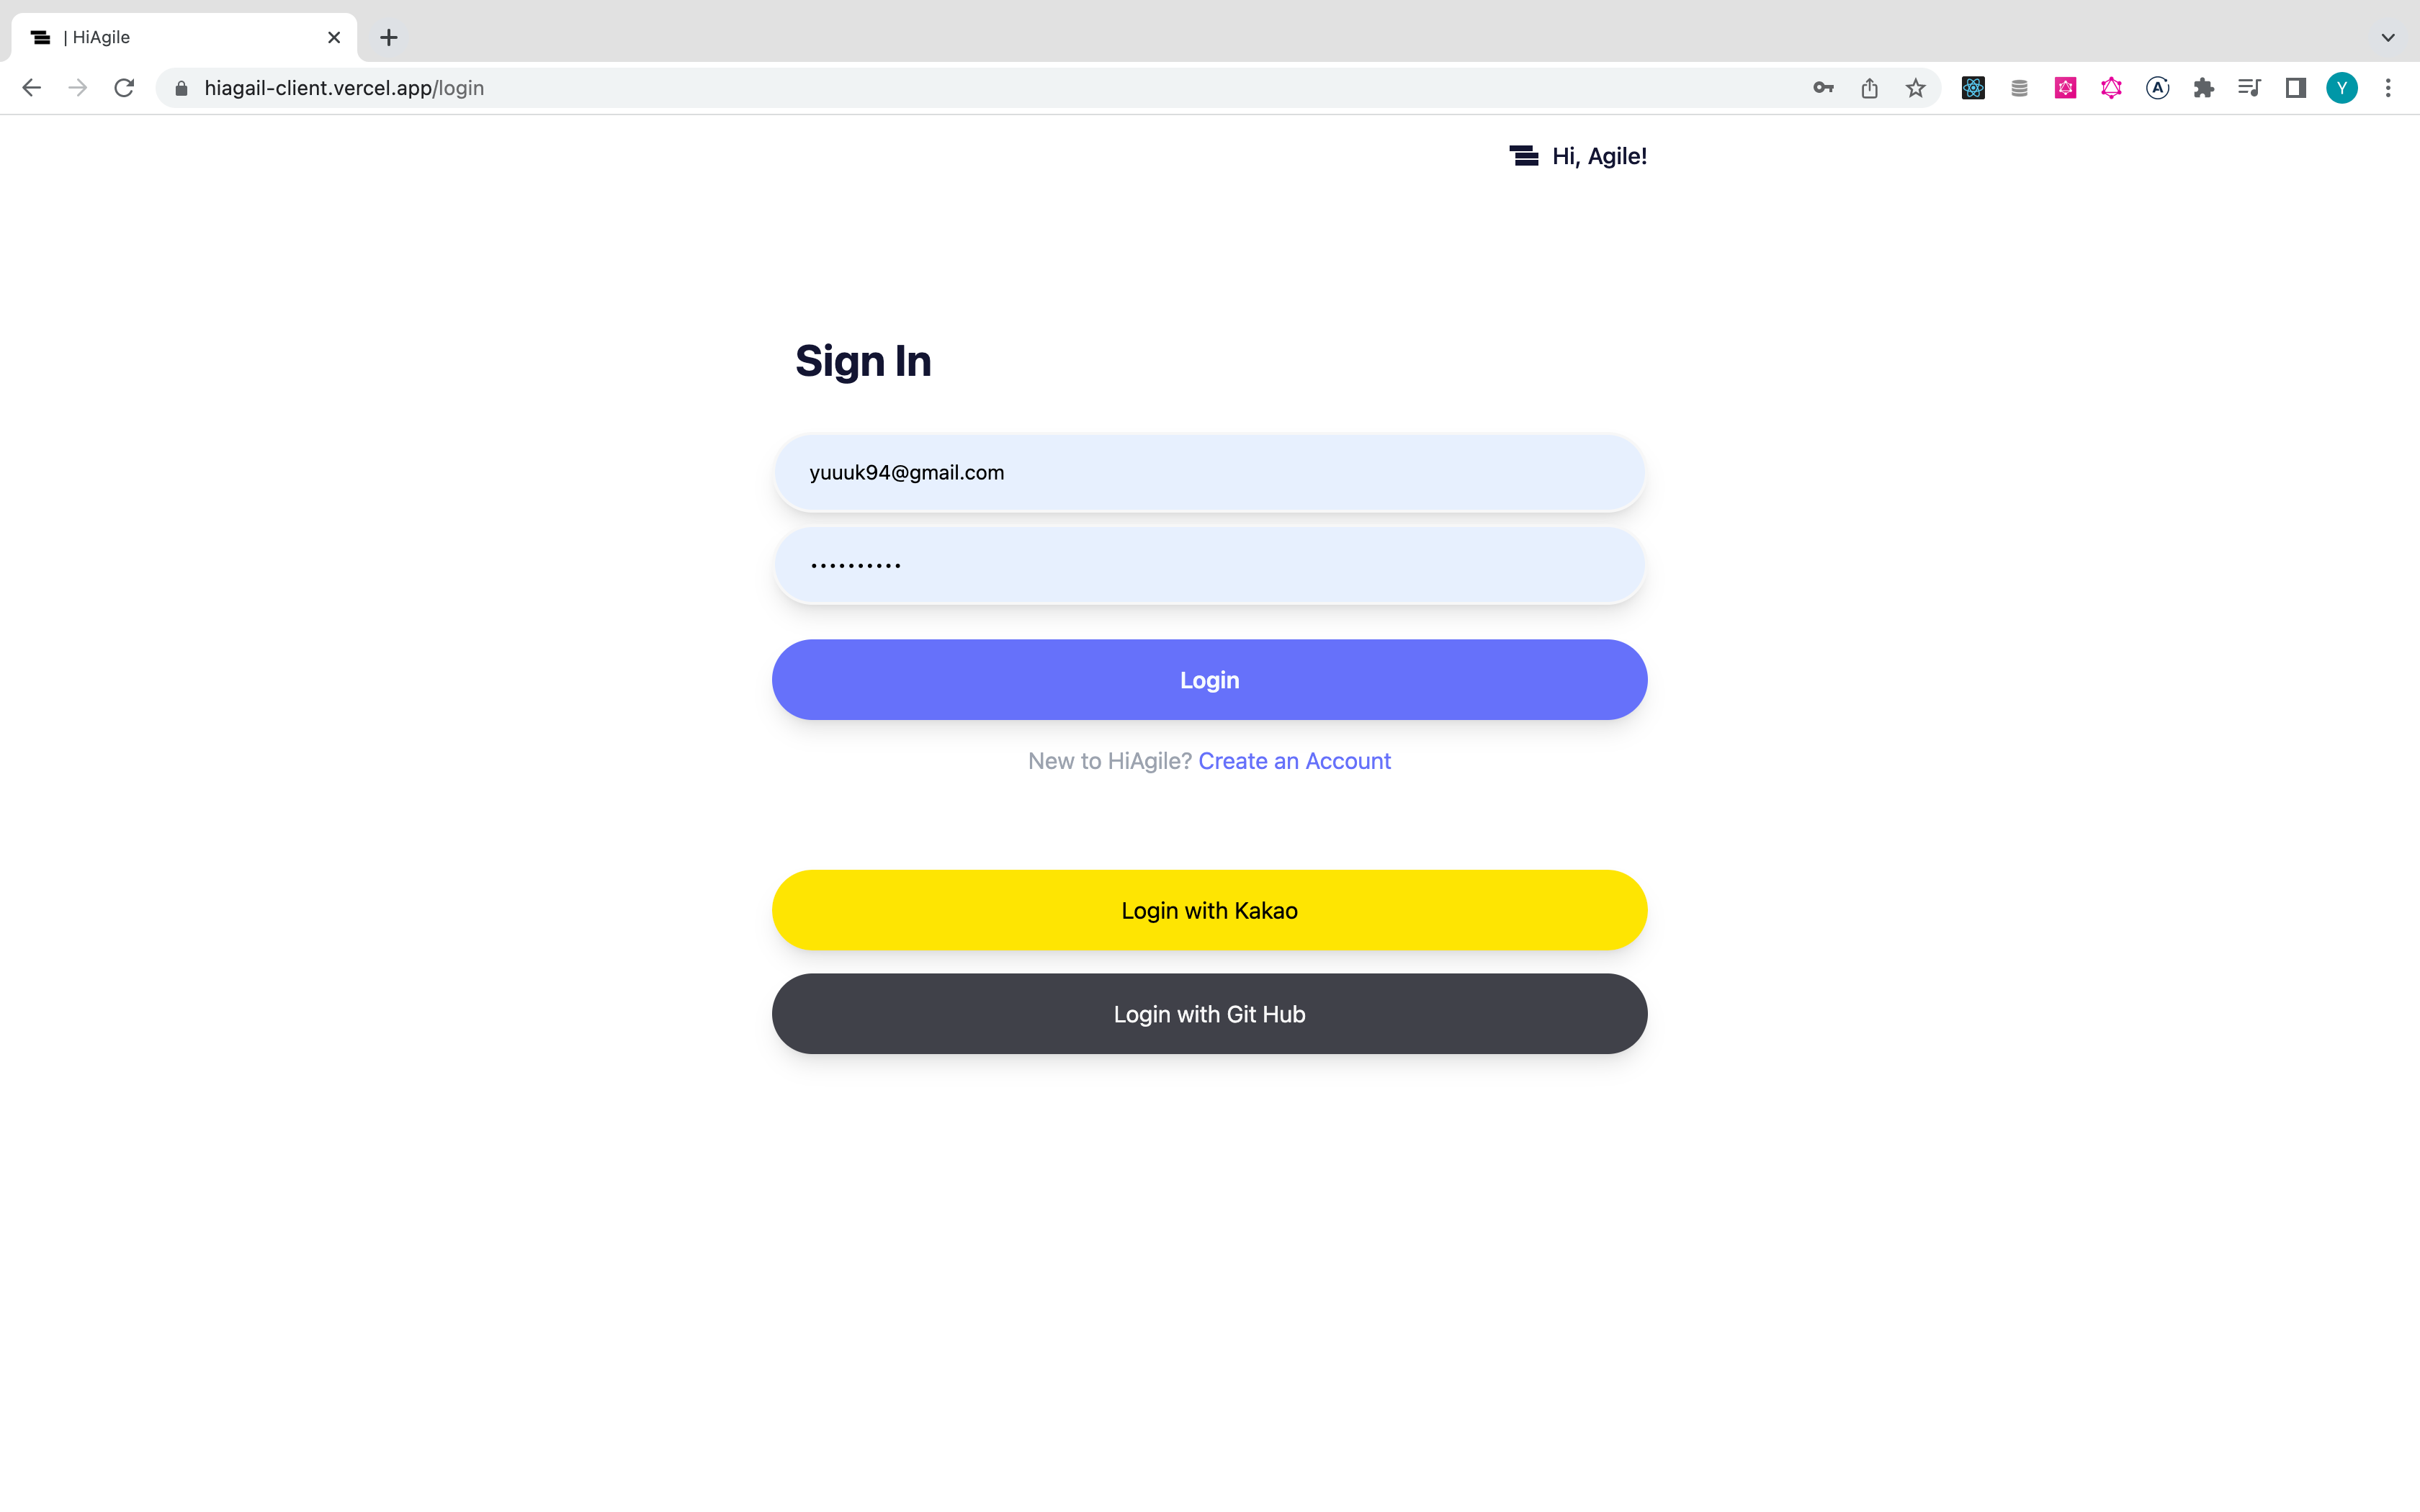 | HiAgile
hiagail-client.vercel.app/login
A
Y
Hi, Agile!
Sign In
yuuuk94@gmail.com
••••••••••
Login
New to HiAgile? Create an Account
Login with Kakao
Login with Git Hub